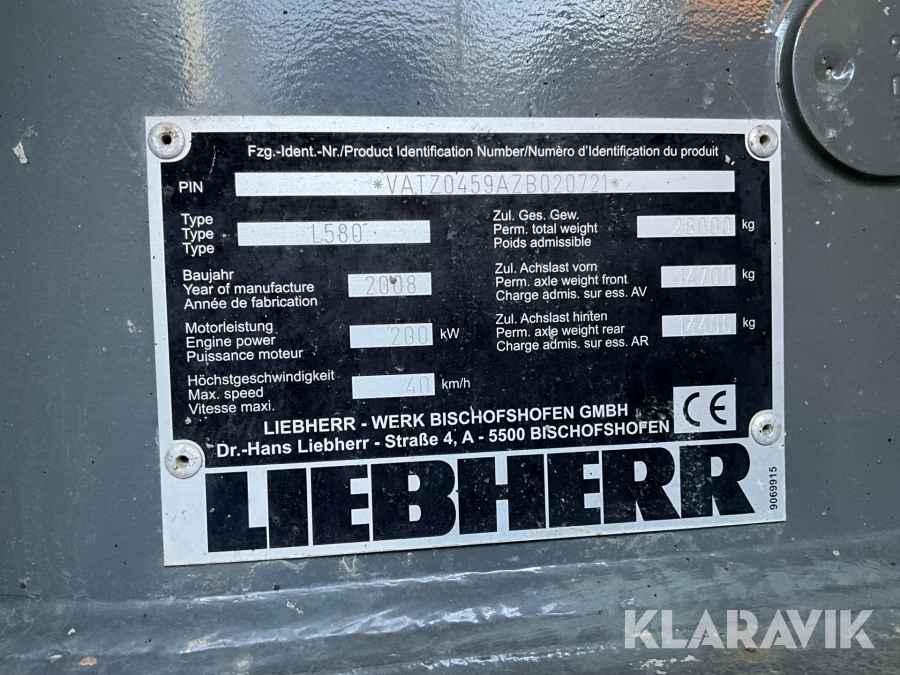 Fzg.-Ident.-Nr./Product Identification Number/Numèro d'Identification du produit
PIN *VATZ0459AZB020721*
Type
Type L580
Type
Baujahr
Year of manufacture 2008
Année de fabrication
Motorleistung
Engine power 200 kW
Puissance moteur
Höchstgeschwindigkeit
Max. speed 40 km/h
Vitesse maxi.
Zul. Ges. Gew.
Perm. total weight 28000 kg
Poids admissible
Zul. Achslast vorn
Perm. axle weight front 14700 kg
Charge admis. sur ess. AV
Zul. Achslast hinten
Perm. axle weight rear 14400 kg
Charge admis. sur ess. AR
LIEBHERR - WERK BISCHOFSHOFEN GMBH
Dr.-Hans Liebherr - Straße 4, A - 5500 BISCHOFSHOFEN
CE
LIEBHERR
9069915
KLARAVIK